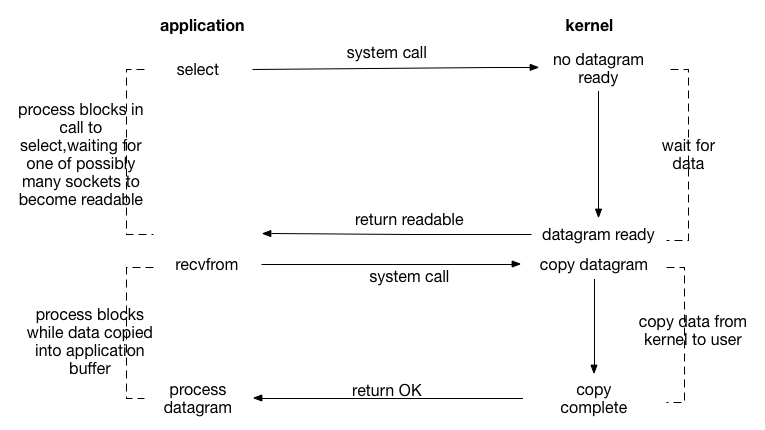 application
kernel
select
system call
no datagram
ready
process blocks in
call to
select,waiting for
one of possibly
many sockets to
become readable
wait for
data
return readable
datagram ready
recvfrom
system call
copy datagram
process blocks
while data copied
into application
buffer
copy data from
kernel to user
process
datagram
return OK
copy
complete